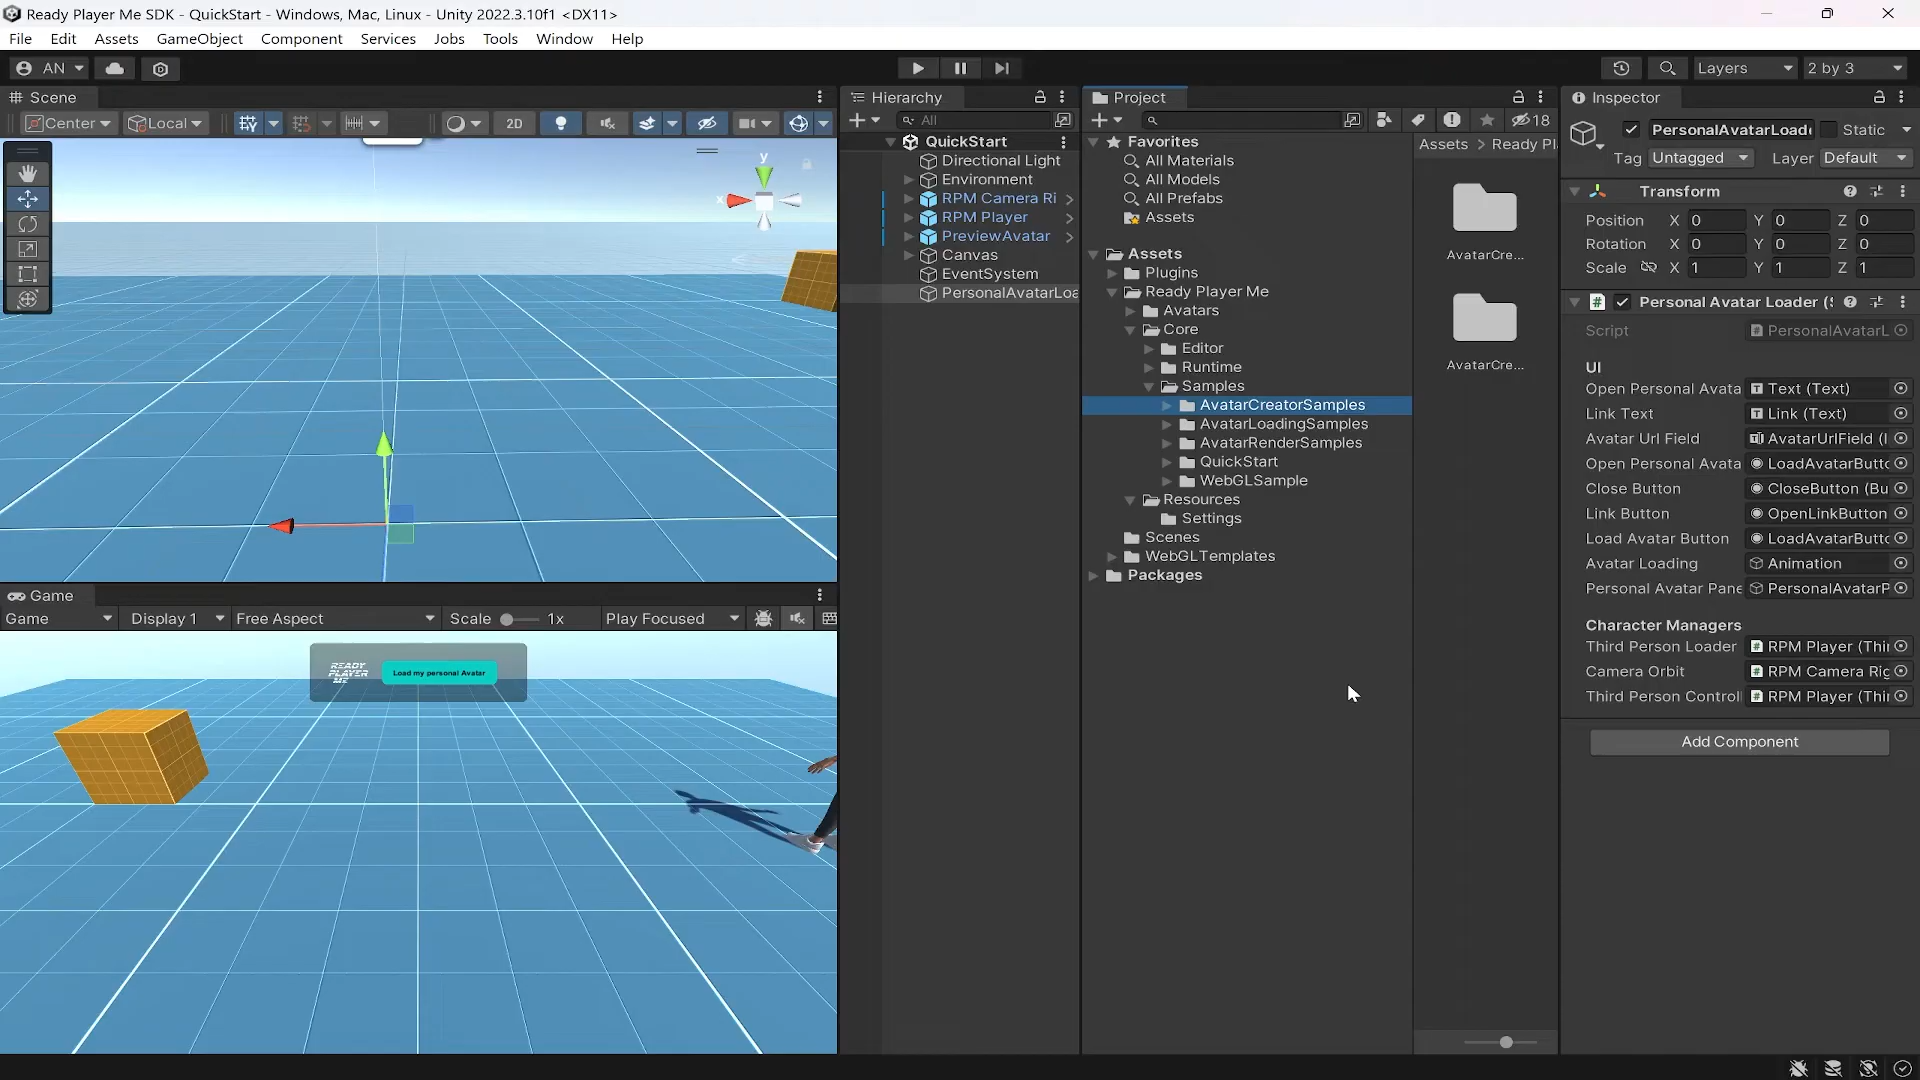 Ready Player Me SDK - QuickStart - Windows, Mac, Linux - Unity 2022.3.10f1 <DX11>
File Edit Assets GameObject Component Services Jobs Tools Window Help
AN
Layers
2 by 3
Scene
Center
Local
2D
y
x
Hierarchy
All
QuickStart
Directional Light
Environment
RPM Camera Ri
RPM Player
PreviewAvatar
Canvas
EventSystem
PersonalAvatarLoa
Project
18
Favorites
All Materials
All Models
All Prefabs
Assets
Assets
Plugins
Ready Player Me
Avatars
Core
Editor
Runtime
Samples
AvatarCreatorSamples
AvatarLoadingSamples
AvatarRenderSamples
QuickStart
WebGLSample
Resources
Settings
Scenes
WebGLTemplates
Packages
Assets > Ready Pl
AvatarCre...
AvatarCre...
Inspector
PersonalAvatarLoad
Static
Tag Untagged Layer Default
Transform
Position X 0 Y 0 Z 0
Rotation X 0 Y 0 Z 0
Scale X 1 Y 1 Z 1
# Personal Avatar Loader (
Script PersonalAvatarL
UI
Open Personal Avata Text (Text)
Link Text Link (Text)
Avatar Url Field AvatarUrlField (I
Open Personal Avata LoadAvatarButtc
Close Button CloseButton (Bu
Link Button OpenLinkButton
Load Avatar Button LoadAvatarButtc
Avatar Loading Animation
Personal Avatar Pane PersonalAvatarP
Character Managers
Third Person Loader RPM Player (Thir
Camera Orbit RPM Camera Rig
Third Person Control RPM Player (Thir
Add Component
Game
Game Display 1 Free Aspect Scale 1x Play Focused
READY
PLAYER
ME
Load my personal Avatar